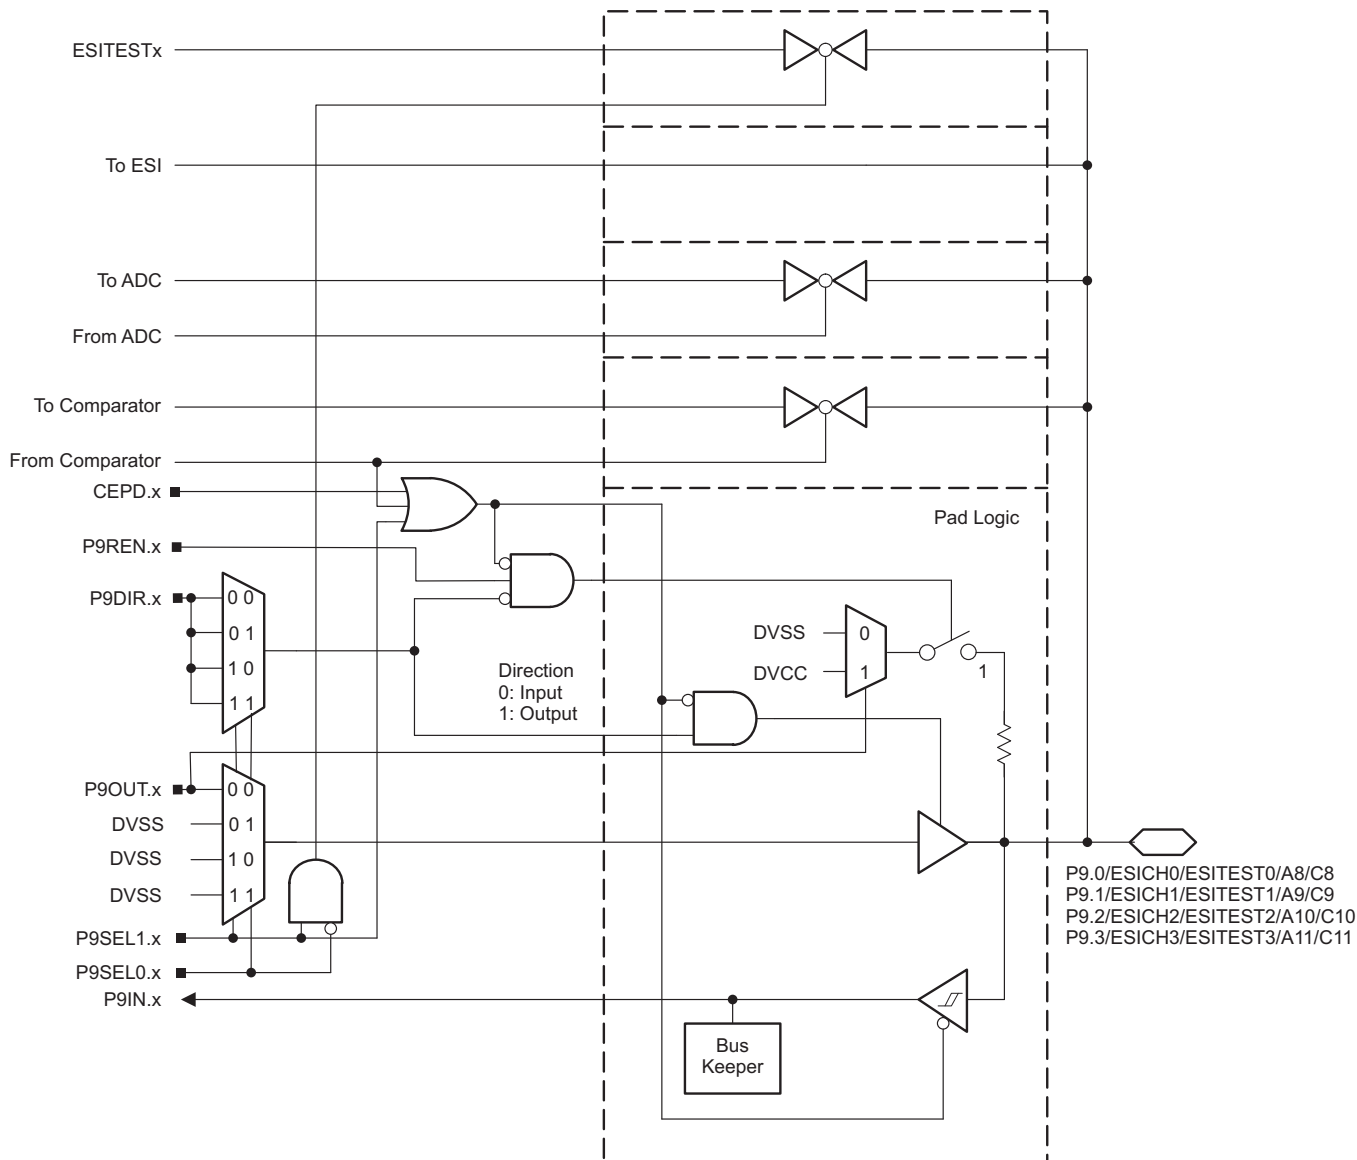 ESITESTx
To ESI
To ADC
From ADC
To Comparator
From Comparator
CEPD.x
Pad Logic
P9REN.x
P9DIR.x
0 0
0 1
1 0
1 1
DVSS
0
DVCC
1
1
Direction
0: Input
1: Output
P9OUT.x
0 0
DVSS
0 1
DVSS
1 0
DVSS
1 1
P9.0/ESICH0/ESITEST0/A8/C8
P9.1/ESICH1/ESITEST1/A9/C9
P9.2/ESICH2/ESITEST2/A10/C10
P9.3/ESICH3/ESITEST3/A11/C11
P9SEL1.x
P9SEL0.x
P9IN.x
Bus
Keeper